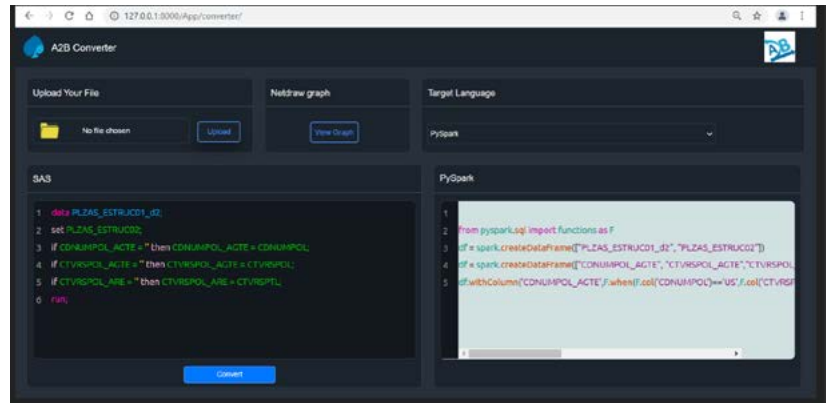 127.0.0.1:8000/App/converter/
A2B Converter
AB
Upload Your File
Netdraw graph
Target Language
No file chosen
Upload
View Graph
PySpark
SAS
PySpark
1 data PLZAS_ESTRUC01_d2;
2 set PLZAS_ESTRUC02;
3 if CDNUMPOL_AGTE = '' then CDNUMPOL_AGTE = CDNUMPOL;
4 if CTVRSPOL_AGTE = '' then CTVRSPOL_AGTE = CTVRSPOL;
5 if CTVRSPOL_ARE = '' then CTVRSPOL_ARE = CTVRSPTL;
6 run;
1
2 from pyspark.sql import functions as F
3 df = spark.createDataFrame(["PLZAS_ESTRUC01_d2", "PLZAS_ESTRUC02"])
4 df = spark.createDataFrame(["CDNUMPOL_AGTE", "CTVRSPOL_AGTE","CTVRSPOL_
5 df.withColumn('CDNUMPOL_AGTE',F.when(F.col('CDNUMPOL')=='US',F.col('CTVRSP
Convert